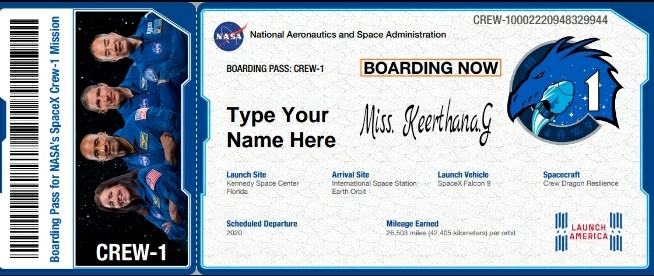 Boarding Pass for NASA's SpaceX Crew-1 Mission
CREW-1
NASA
National Aeronautics and Space Administration
CREW-10002220948329944
BOARDING PASS: CREW-1
BOARDING NOW
1
Type Your
Name Here
Miss. Keerthana.G
Launch Site
Kennedy Space Center
Florida
Arrival Site
International Space Station
Earth Orbit
Launch Vehicle
SpaceX Falcon 9
Spacecraft
Crew Dragon Resilience
Scheduled Departure
2020
Mileage Earned
26,503 miles (42,405 kilometers) per orbit
LAUNCH
AMERICA